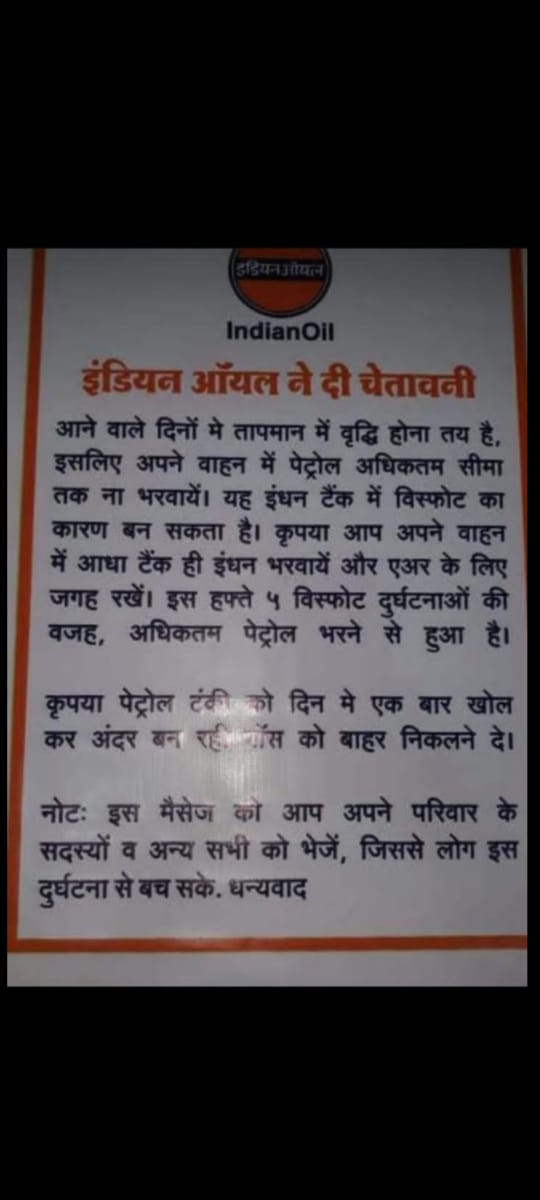 इंडियनऑयल
IndianOil
इंडियन ऑयल ने दी चेतावनी
आने वाले दिनों मे तापमान में वृद्धि होना तय है,
इसलिए अपने वाहन में पेट्रोल अधिकतम सीमा
तक ना भरवायें। यह इंधन टैंक में विस्फोट का
कारण बन सकता है। कृपया आप अपने वाहन
में आधा टैंक ही इंधन भरवायें और एअर के लिए
जगह रखें। इस हफ्ते ५ विस्फोट दुर्घटनाओं की
वजह, अधिकतम पेट्रोल भरने से हुआ है।
कृपया पेट्रोल टंकी को दिन मे एक बार खोल
कर अंदर बन रही गॅस को बाहर निकलने दे।
नोटः इस मैसेज को आप अपने परिवार के
सदस्यों व अन्य सभी को भेजें, जिससे लोग इस
दुर्घटना से बच सके. धन्यवाद